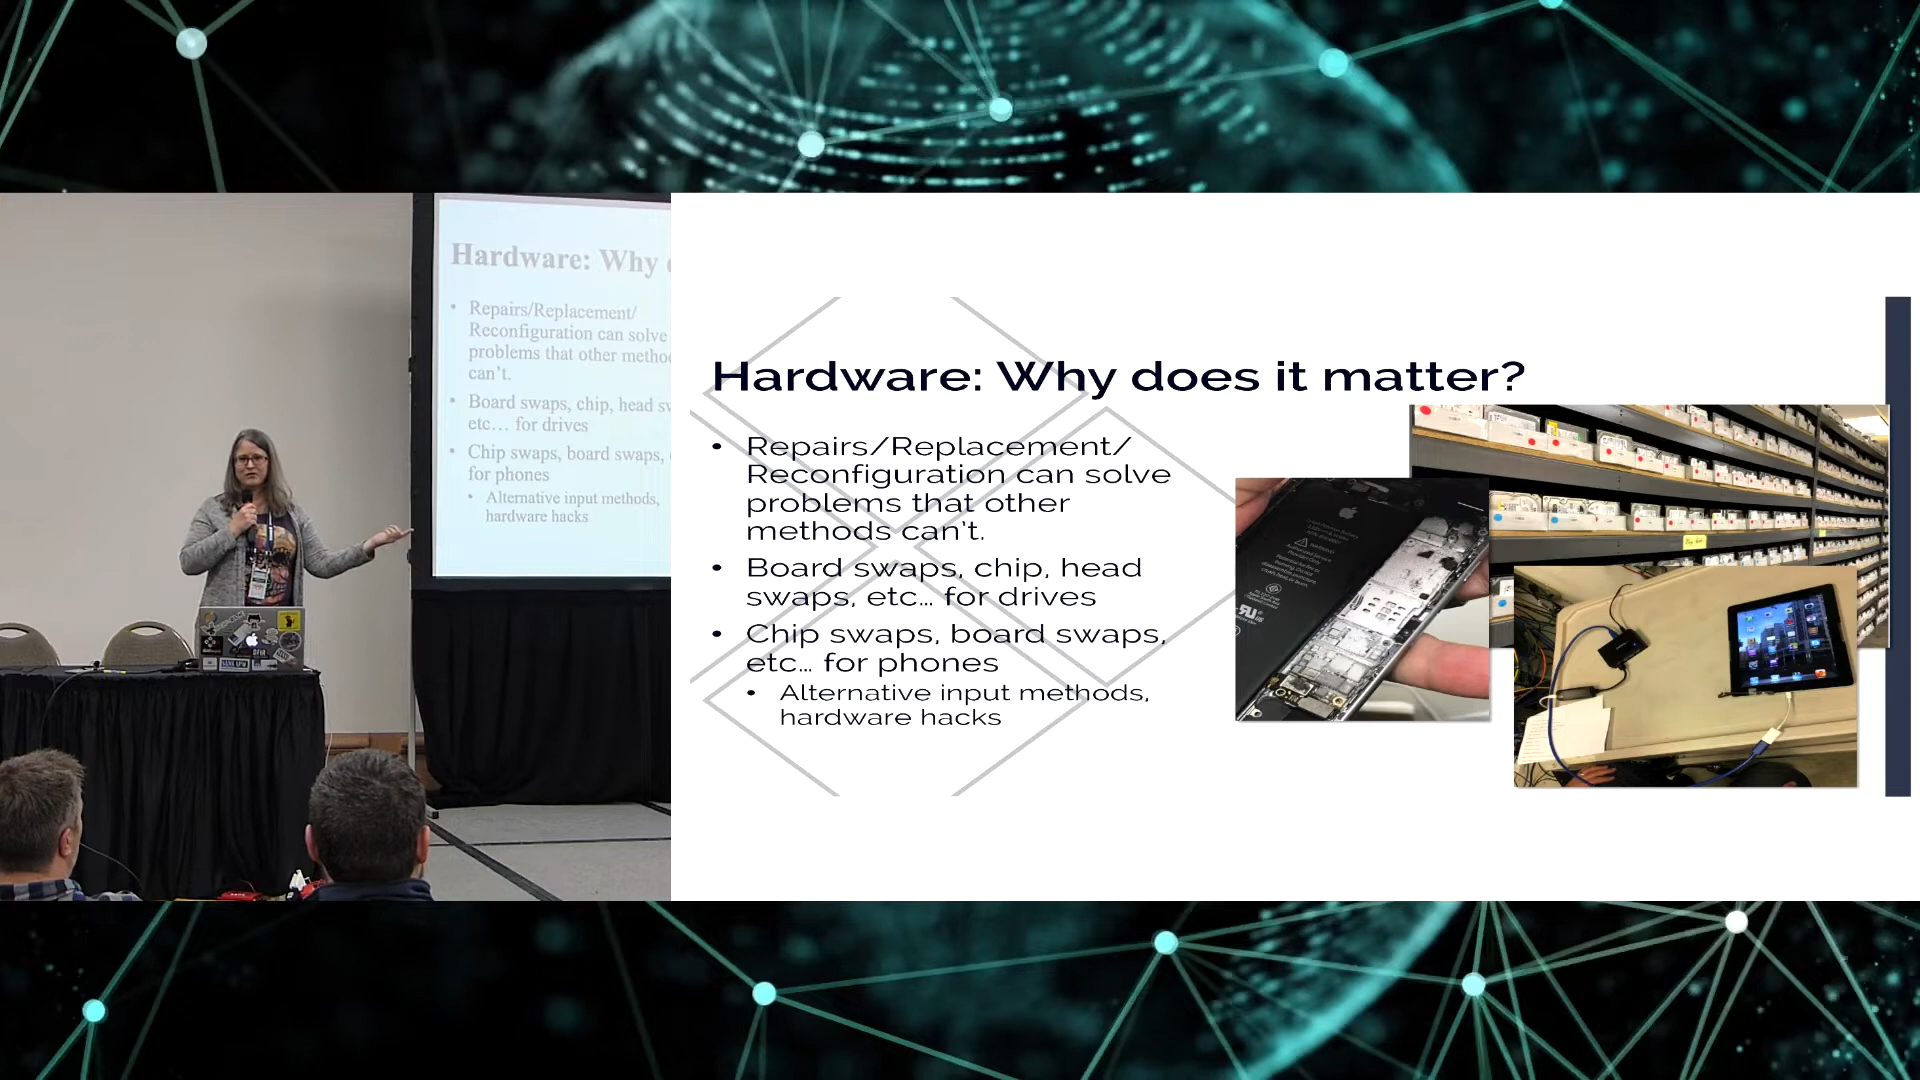 Hardware: Why
Repairs/Replacement/
Reconfiguration can solve
problems that other
can't.
Board swaps, chip, head
etc... for drives
Chip swaps, board swaps,
for phones
Alternative input methods,
hardware hacks
Hardware: Why does it matter?
Repairs/Replacement/
Reconfiguration can solve
problems that other
methods can't.
Board swaps, chip, head
swaps, etc... for drives
Chip swaps, board swaps,
etc... for phones
Alternative input methods,
hardware hacks